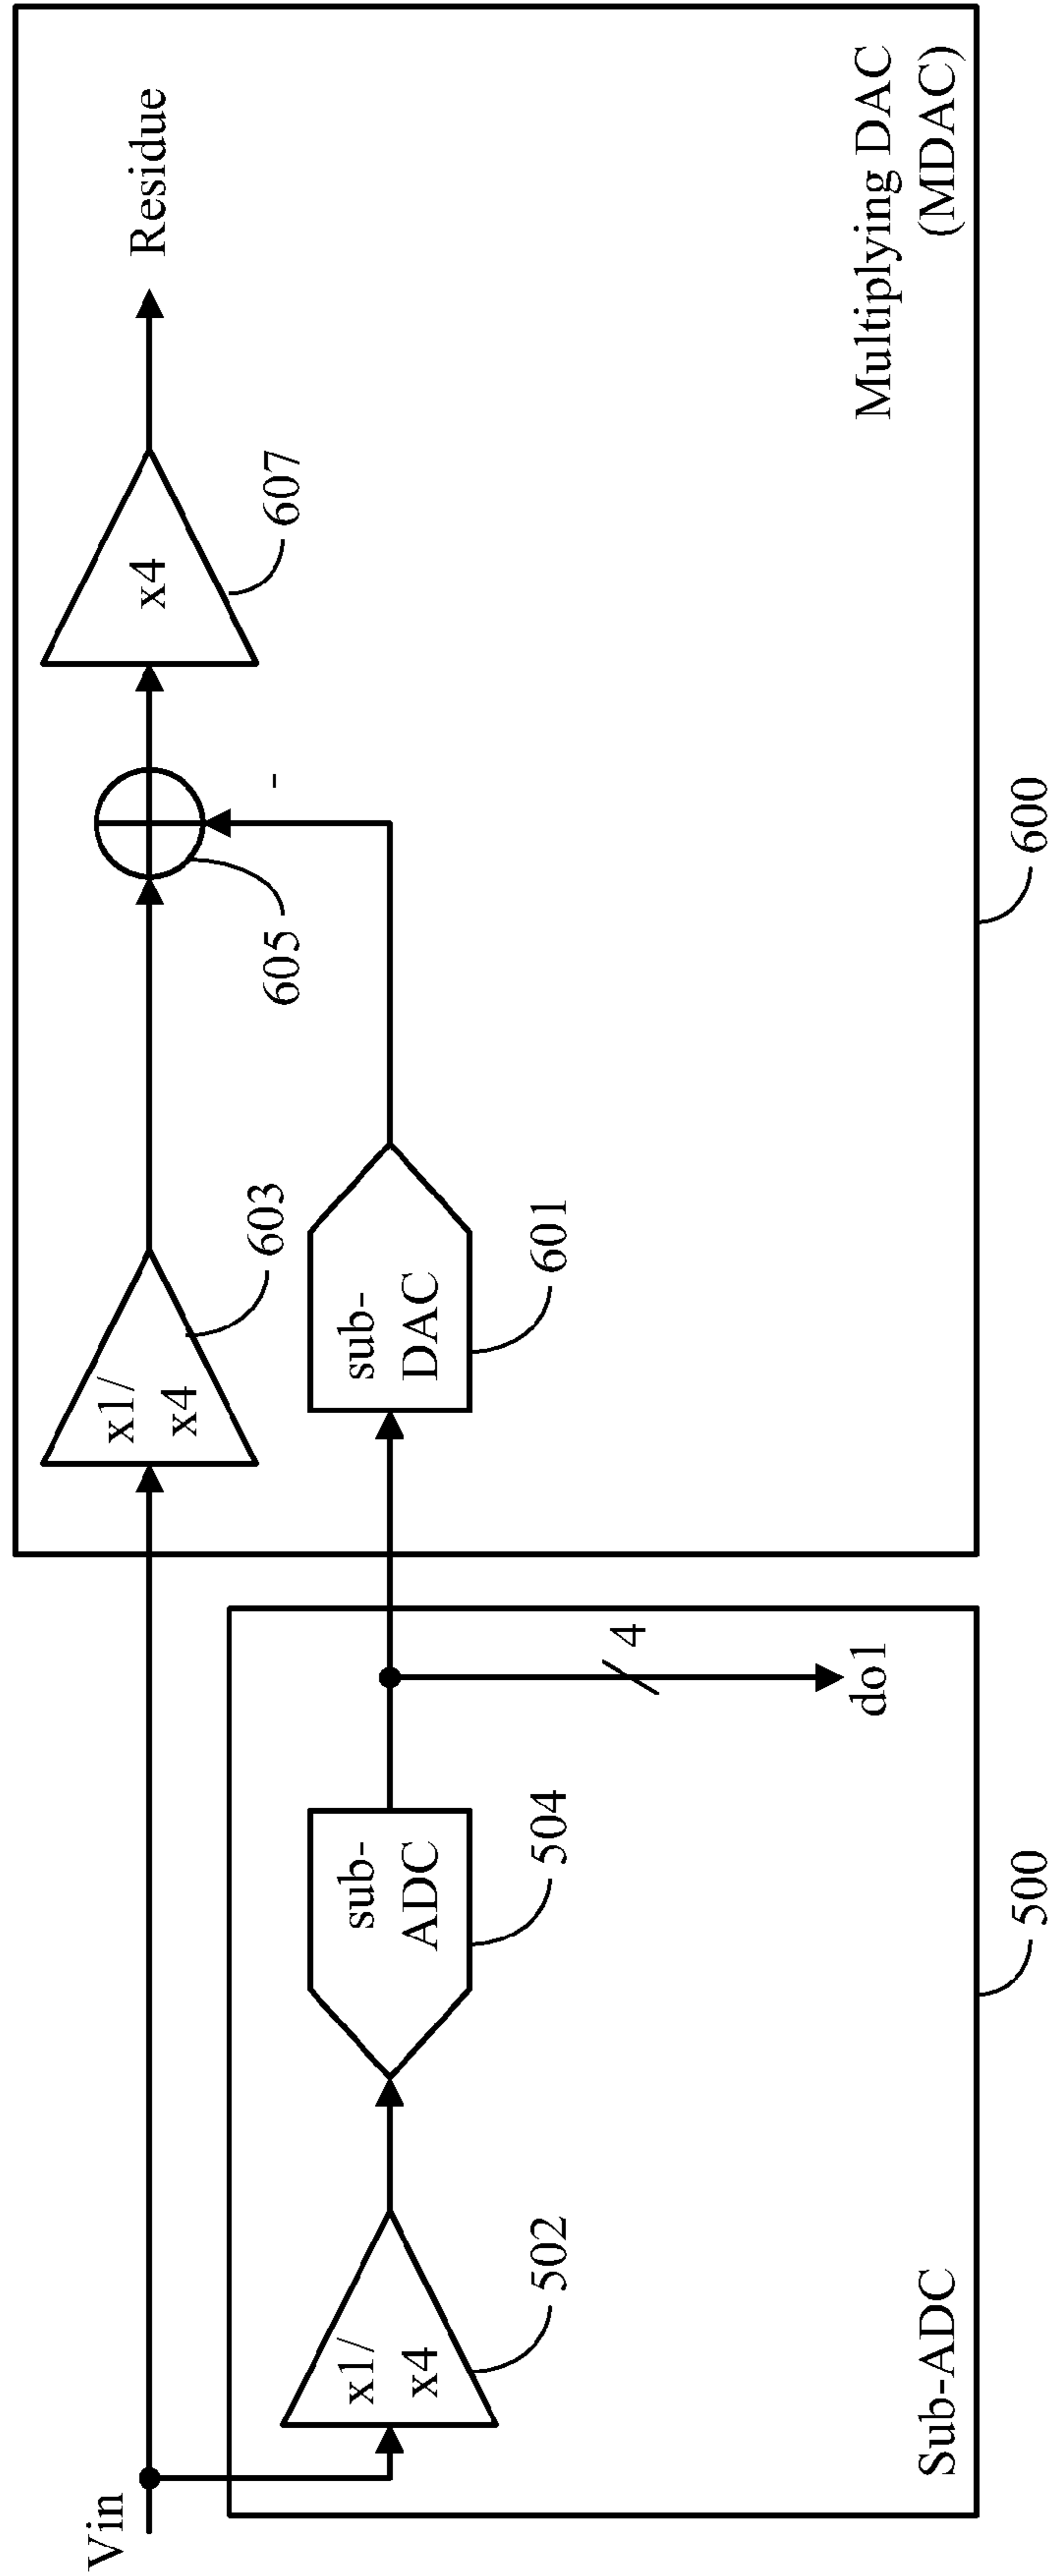 Vin
x1/
x4
502
sub-
ADC
504
4
do1
Sub-ADC
500
x1/
x4
603
sub-
DAC
601
605
-
x4
607
Residue
Multiplying DAC
(MDAC)
600